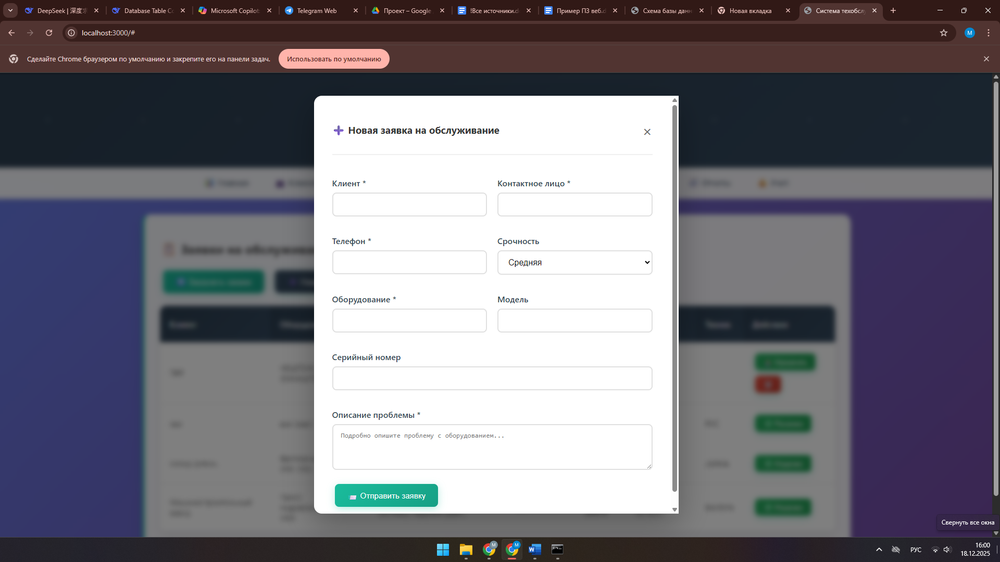 DeepSeek | 深度求
Database Table Co
Microsoft Copilot:
Telegram Web
Проект – Google
!Все источники.d
Пример ПЗ веб.d
Схема базы данн
Новая вкладка
Система техобслу
localhost:3000/#
M
Сделайте Chrome браузером по умолчанию и закрепите его на панели задач.
Использовать по умолчанию
Новая заявка на обслуживание
Клиент *
Контактное лицо *
Телефон *
Срочность
Средняя
Оборудование *
Модель
Серийный номер
Описание проблемы *
Подробно опишите проблему с оборудованием...
Отправить заявку
Заявки на обслужива
Свернуть все окна
РУС
16:00
18.12.2025